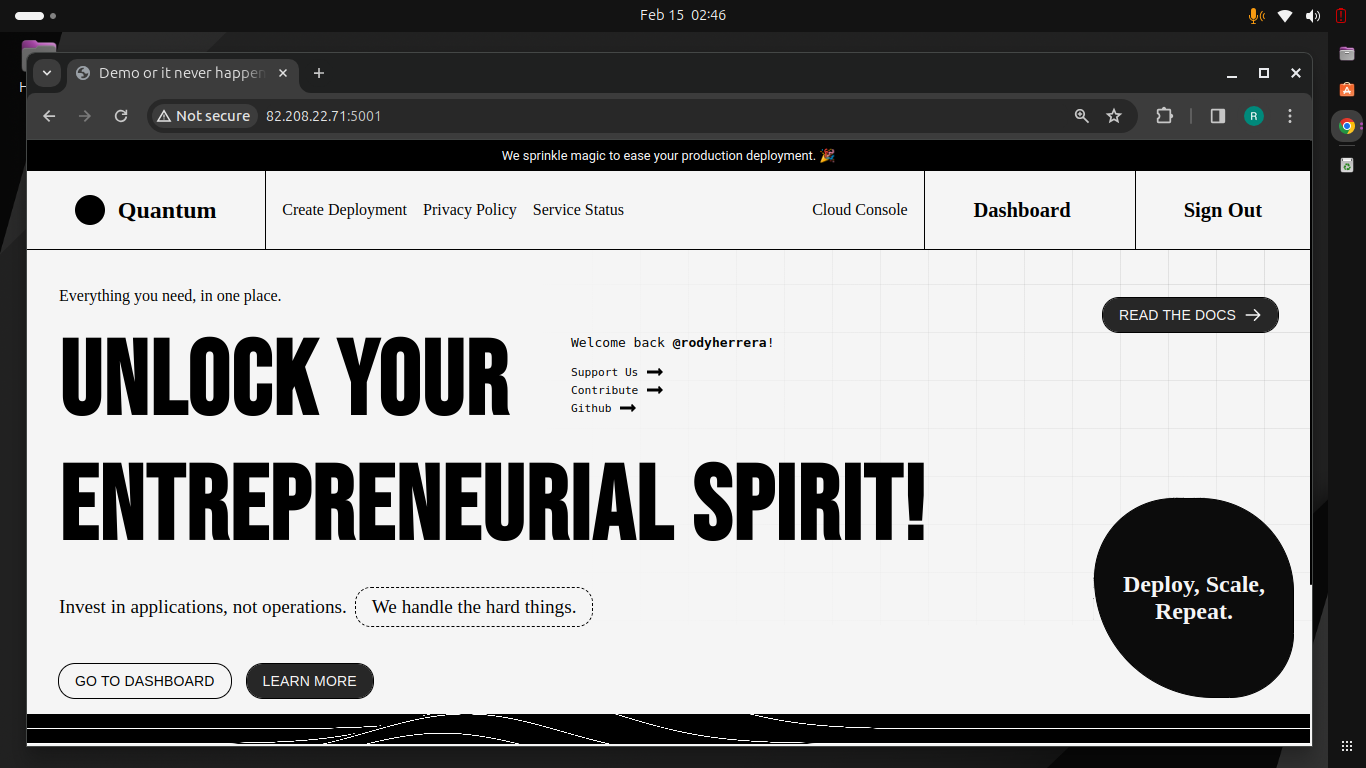 Feb 15 02:46
Demo or it never happen
Not secure
82.208.22.71:5001
R
We sprinkle magic to ease your production deployment. 🎉
Quantum
Create Deployment
Privacy Policy
Service Status
Cloud Console
Dashboard
Sign Out
Everything you need, in one place.
READ THE DOCS
UNLOCK YOUR
Welcome back @rodyherrera!
Support Us
Contribute
Github
ENTREPRENEURIAL SPIRIT!
Deploy, Scale,
Repeat.
Invest in applications, not operations.
We handle the hard things.
GO TO DASHBOARD
LEARN MORE